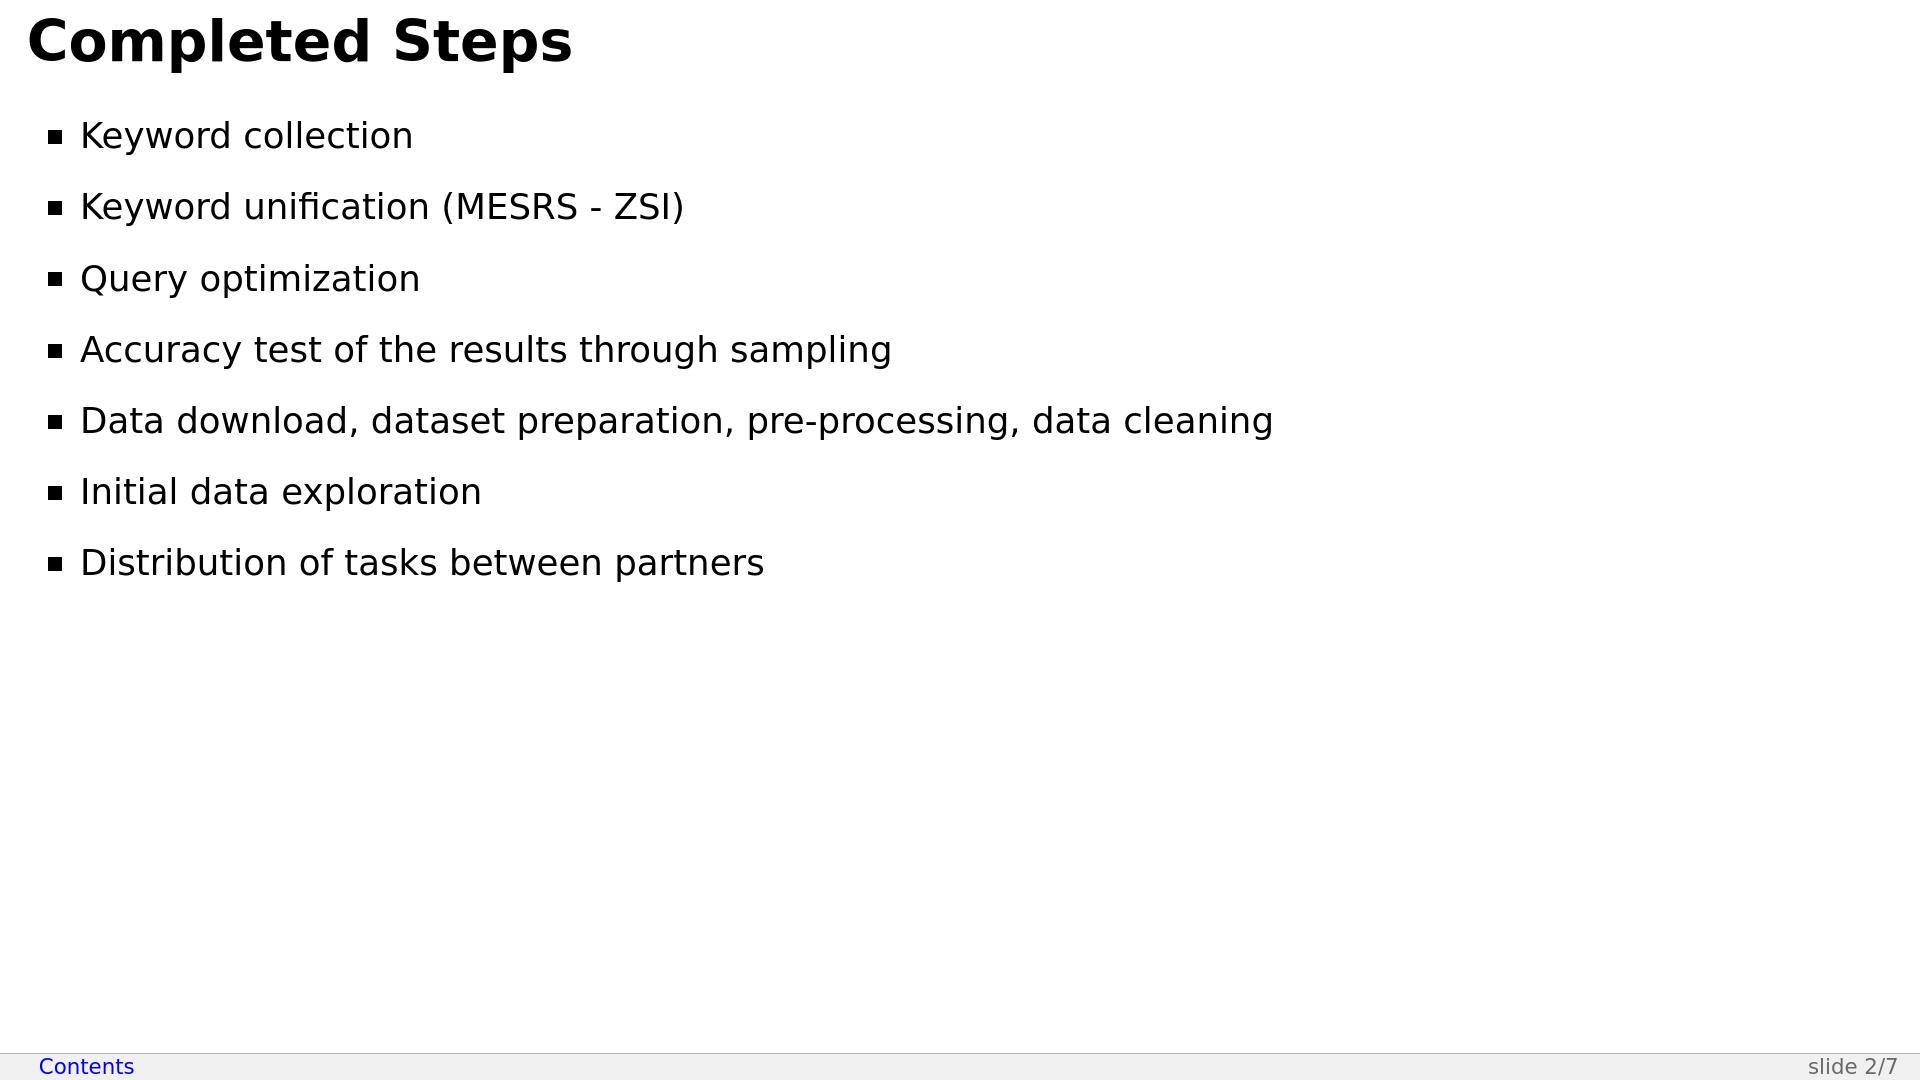 Completed Steps
Keyword collection
Keyword unification (MESRS - ZSI)
Query optimization
Accuracy test of the results through sampling
Data download, dataset preparation, pre-processing, data cleaning
Initial data exploration
Distribution of tasks between partners
Contents
slide 2/7